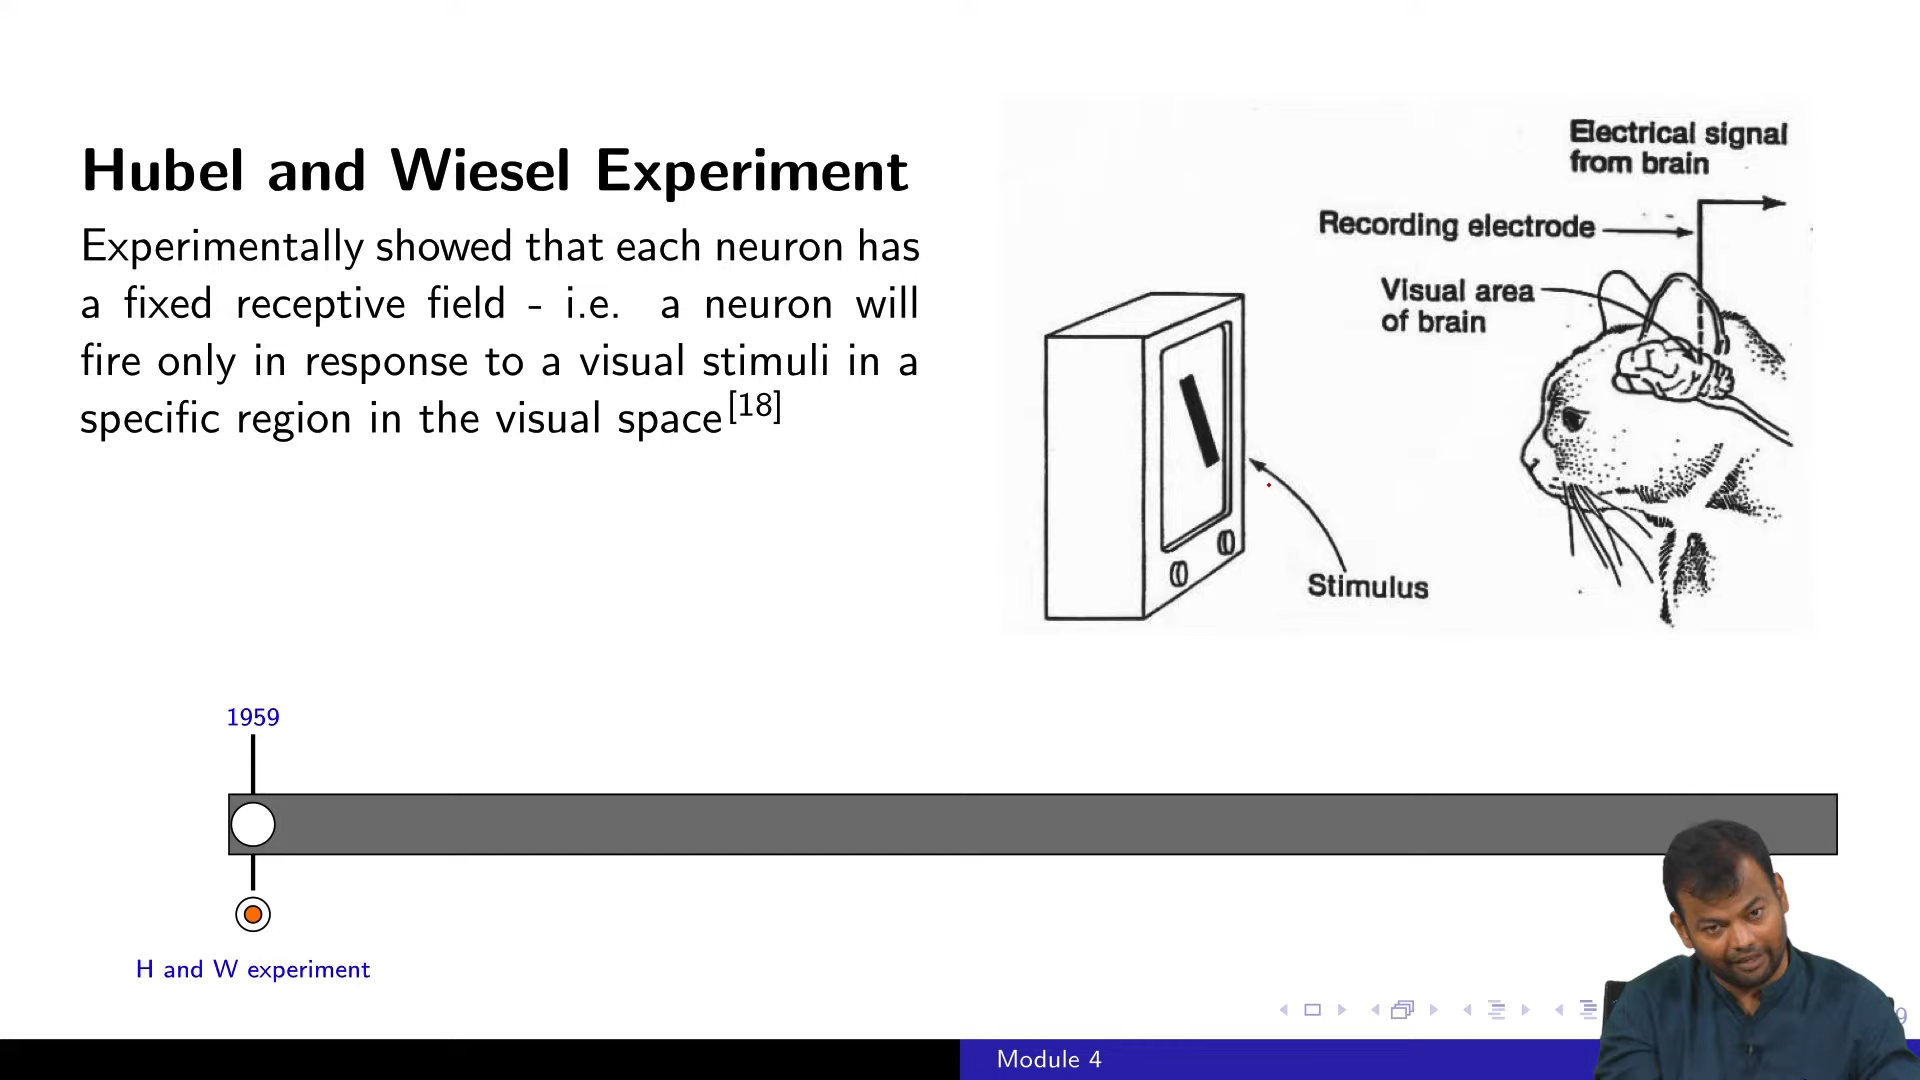 Hubel and Wiesel Experiment
Experimentally showed that each neuron has
a fixed receptive field - i.e. a neuron will
fire only in response to a visual stimuli in a
specific region in the visual space[18]
Electrical signal
from brain
Recording electrode
Visual area
of brain
Stimulus
1959
H and W experiment
Module 4